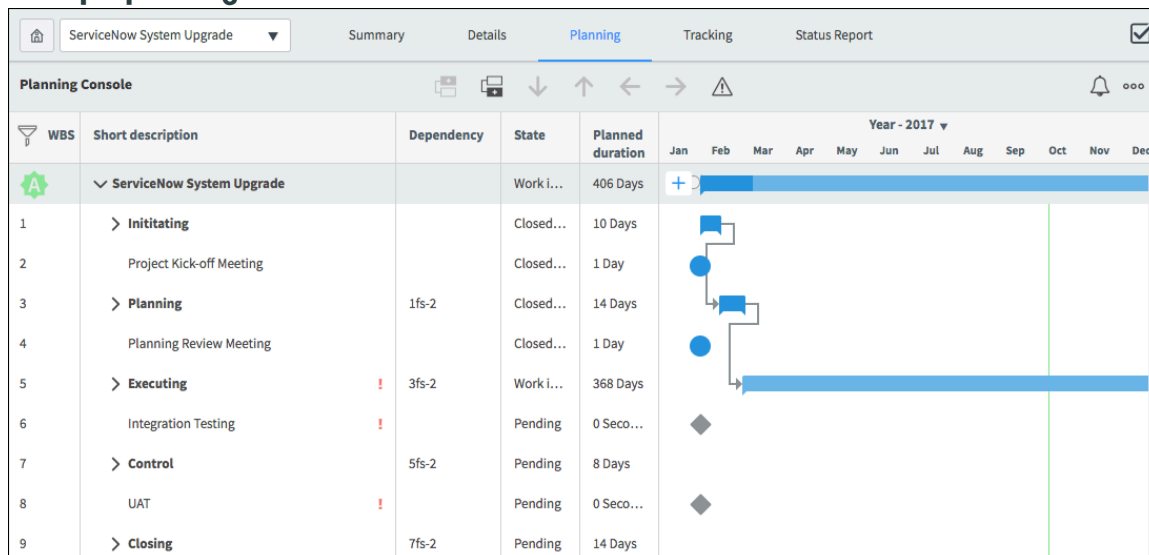 ServiceNow System Upgrade ▼ Summary Details Planning Tracking Status Report
Planning Console
Year - 2017 ▼
WBS Short description Dependency State Planned duration Jan Feb Mar Apr May Jun Jul Aug Sep Oct Nov Dec
A ServiceNow System Upgrade Work i... 406 Days
1 Inititating Closed... 10 Days
2 Project Kick-off Meeting Closed... 1 Day
3 Planning 1fs-2 Closed... 14 Days
4 Planning Review Meeting Closed... 1 Day
5 Executing ! 3fs-2 Work i... 368 Days
6 Integration Testing ! Pending 0 Seco...
7 Control 5fs-2 Pending 8 Days
8 UAT ! Pending 0 Seco...
9 Closing 7fs-2 Pending 14 Days